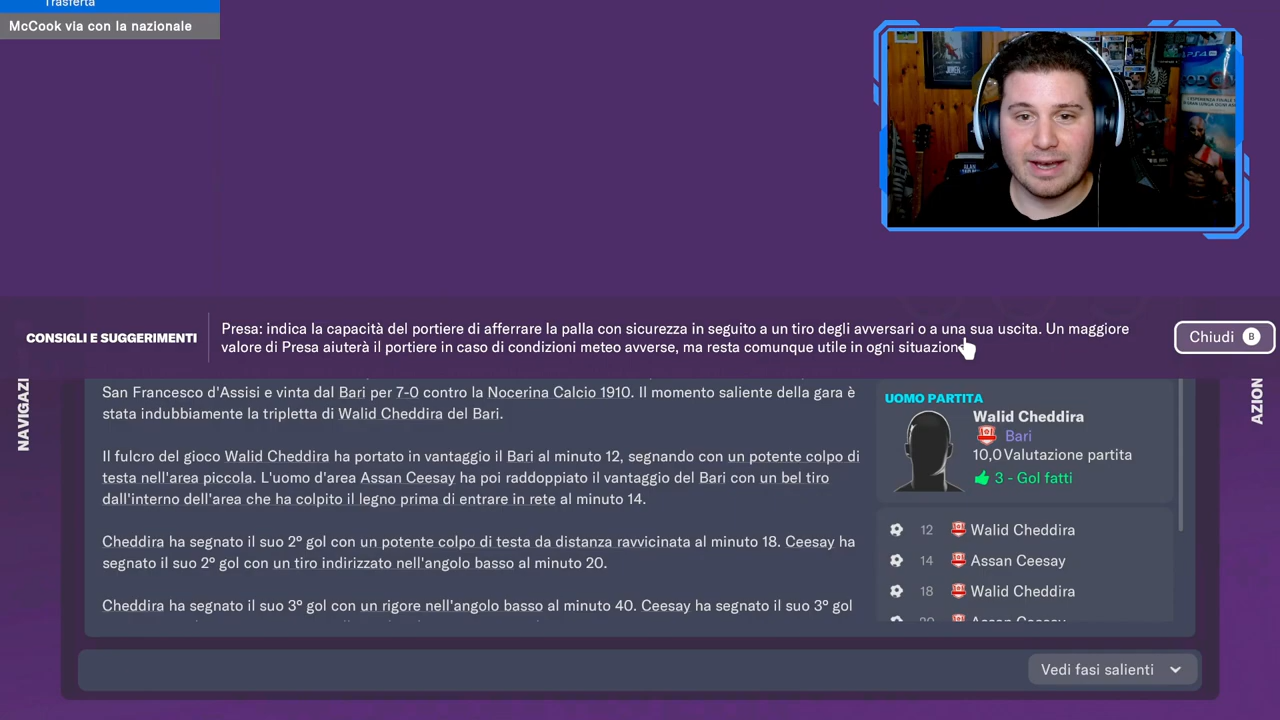 Trasferta
McCook via con la nazionale
CONSIGLI E SUGGERIMENTI
Presa: indica la capacità del portiere di afferrare la palla con sicurezza in seguito a un tiro degli avversari o a una sua uscita. Un maggiore
valore di Presa aiuterà il portiere in caso di condizioni meteo avverse, ma resta comunque utile in ogni situazion
Chiudi B
NAVIGAZI
AZION
San Francesco d'Assisi e vinta dal Bari per 7-0 contro la Nocerina Calcio 1910. Il momento saliente della gara è
stata indubbiamente la tripletta di Walid Cheddira del Bari.
Il fulcro del gioco Walid Cheddira ha portato in vantaggio il Bari al minuto 12, segnando con un potente colpo di
testa nell'area piccola. L'uomo d'area Assan Ceesay ha poi raddoppiato il vantaggio del Bari con un bel tiro
dall'interno dell'area che ha colpito il legno prima di entrare in rete al minuto 14.
Cheddira ha segnato il suo 2º gol con un potente colpo di testa da distanza ravvicinata al minuto 18. Ceesay ha
segnato il suo 2º gol con un tiro indirizzato nell'angolo basso al minuto 20.
Cheddira ha segnato il suo 3º gol con un rigore nell'angolo basso al minuto 40. Ceesay ha segnato il suo 3º gol
UOMO PARTITA
Walid Cheddira
Bari
10,0 Valutazione partita
3 - Gol fatti
12 Walid Cheddira
14 Assan Ceesay
18 Walid Cheddira
20 Assan Ceesay
Vedi fasi salienti
JOKER
PS4